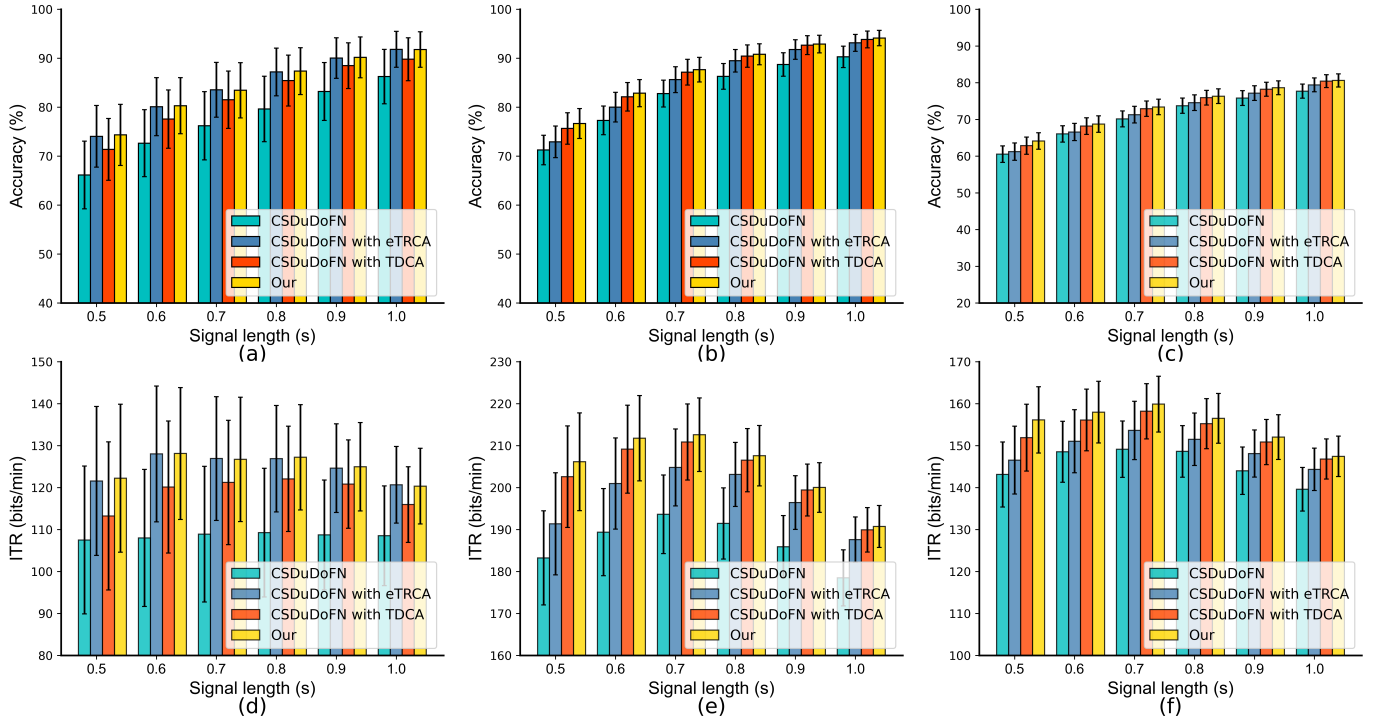 100
90
80
70
60
50
40
Accuracy (%)
0.5 0.6 0.7 0.8 0.9 1.0
Signal length (s)
CSDuDoFN
CSDuDoFN with eTRCA
CSDuDoFN with TDCA
Our
(a)
100
90
80
70
60
50
40
Accuracy (%)
0.5 0.6 0.7 0.8 0.9 1.0
Signal length (s)
CSDuDoFN
CSDuDoFN with eTRCA
CSDuDoFN with TDCA
Our
(b)
100
90
80
70
60
50
40
30
20
Accuracy (%)
0.5 0.6 0.7 0.8 0.9 1.0
Signal length (s)
CSDuDoFN
CSDuDoFN with eTRCA
CSDuDoFN with TDCA
Our
(c)
150
140
130
120
110
100
90
80
ITR (bits/min)
0.5 0.6 0.7 0.8 0.9 1.0
Signal length (s)
CSDuDoFN
CSDuDoFN with eTRCA
CSDuDoFN with TDCA
Our
(d)
230
220
210
200
190
180
170
160
ITR (bits/min)
0.5 0.6 0.7 0.8 0.9 1.0
Signal length (s)
CSDuDoFN
CSDuDoFN with eTRCA
CSDuDoFN with TDCA
Our
(e)
170
160
150
140
130
120
110
100
ITR (bits/min)
0.5 0.6 0.7 0.8 0.9 1.0
Signal length (s)
CSDuDoFN
CSDuDoFN with eTRCA
CSDuDoFN with TDCA
Our
(f)